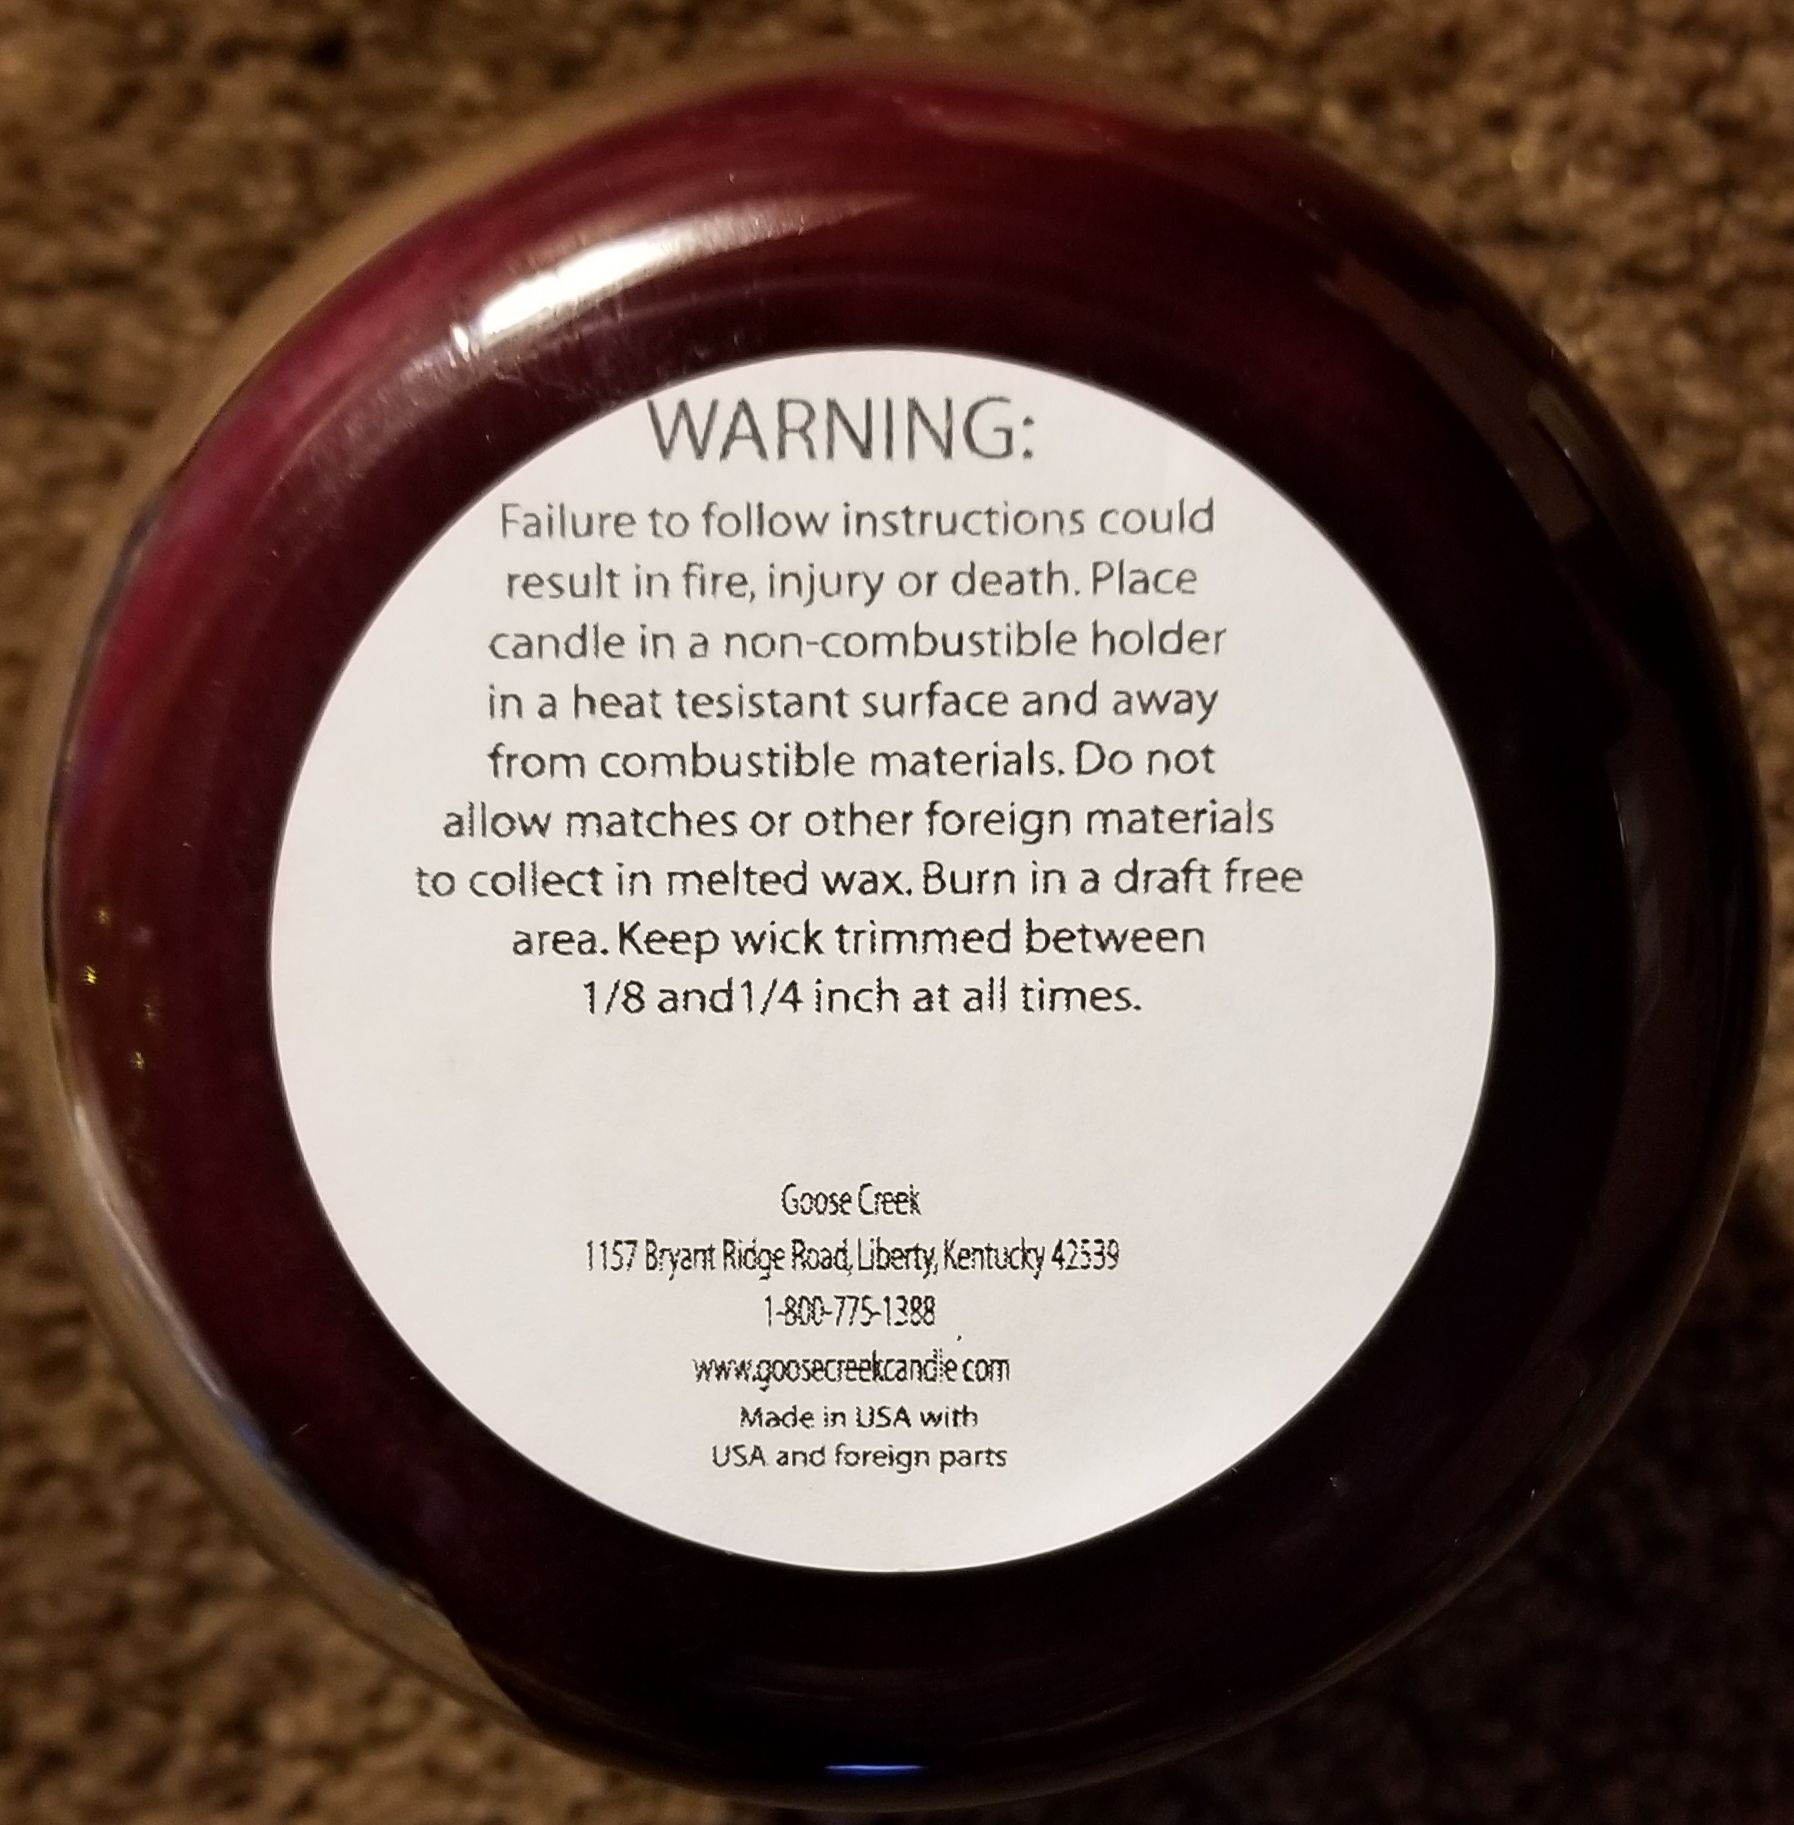 WARNING:
Failure to follow instructions could
result in fire, injury or death. Place
candle in a non-combustible holder
in a heat tesistant surface and away
from combustible materials. Do not
allow matches or other foreign materials
to collect in melted wax. Burn in a draft free
area. Keep wick trimmed between
1/8 and1/4 inch at all times.
Goose Creek
1157 Bryant Ridge Road, Liberty, Kentucky 42539
1-800-775-1388
www.goosecreekcandle.com
Made in USA with
USA and foreign parts